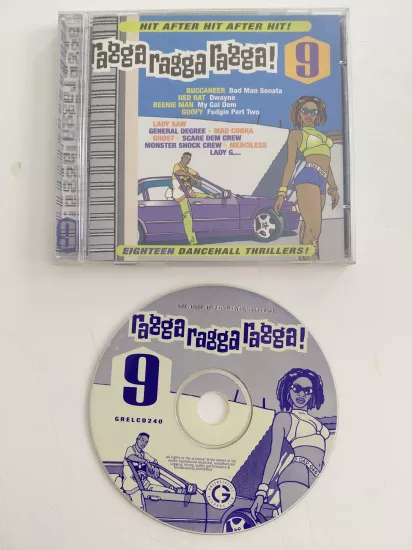 HIT AFTER HIT AFTER HIT!
ragga ragga ragga!
9
BUCCANEER Bad Man Sonata
RED RAT Dwayne
BEENIE MAN My Gal Dem
GOOFY Fudgie Part Two
LADY SAW
GENERAL DEGREE • MAD COBRA
GHOST • SCARE DEM CREW
MONSTER SHOCK CREW • MERCILESS
LADY G....
EIGHTEEN DANCEHALL THRILLERS!
ragga ragga ragga!
9
GRELCD240
G